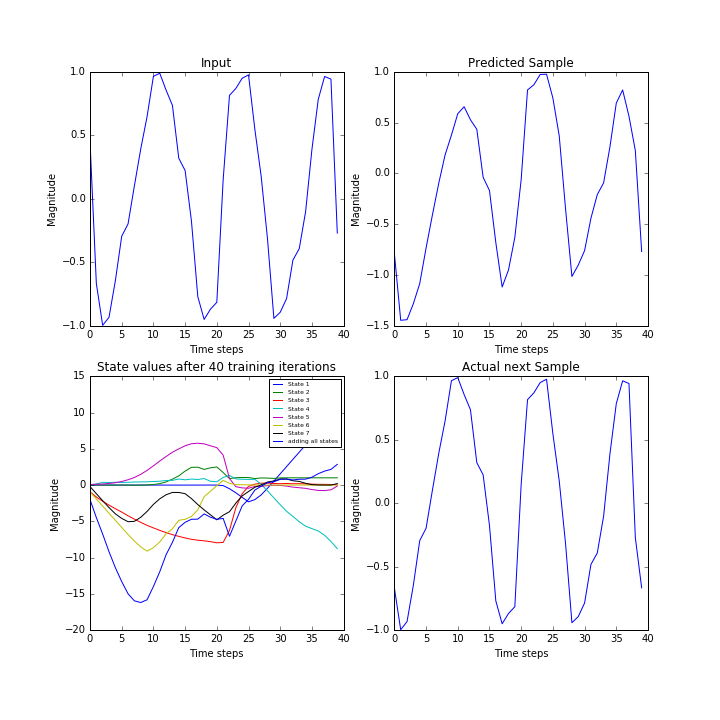 Input
1.0
0.5
0.0
−0.5
−1.0
Magnitude
0 5 10 15 20 25 30 35 40
Time steps
Predicted Sample
1.0
0.5
0.0
−0.5
−1.0
−1.5
Magnitude
0 5 10 15 20 25 30 35 40
Time steps
State values after 40 training iterations
15
10
5
0
−5
−10
−15
−20
Magnitude
State 1
State 2
State 3
State 4
State 5
State 6
State 7
adding all states
0 5 10 15 20 25 30 35 40
Time steps
Actual next Sample
1.0
0.5
0.0
−0.5
−1.0
Magnitude
0 5 10 15 20 25 30 35 40
Time steps